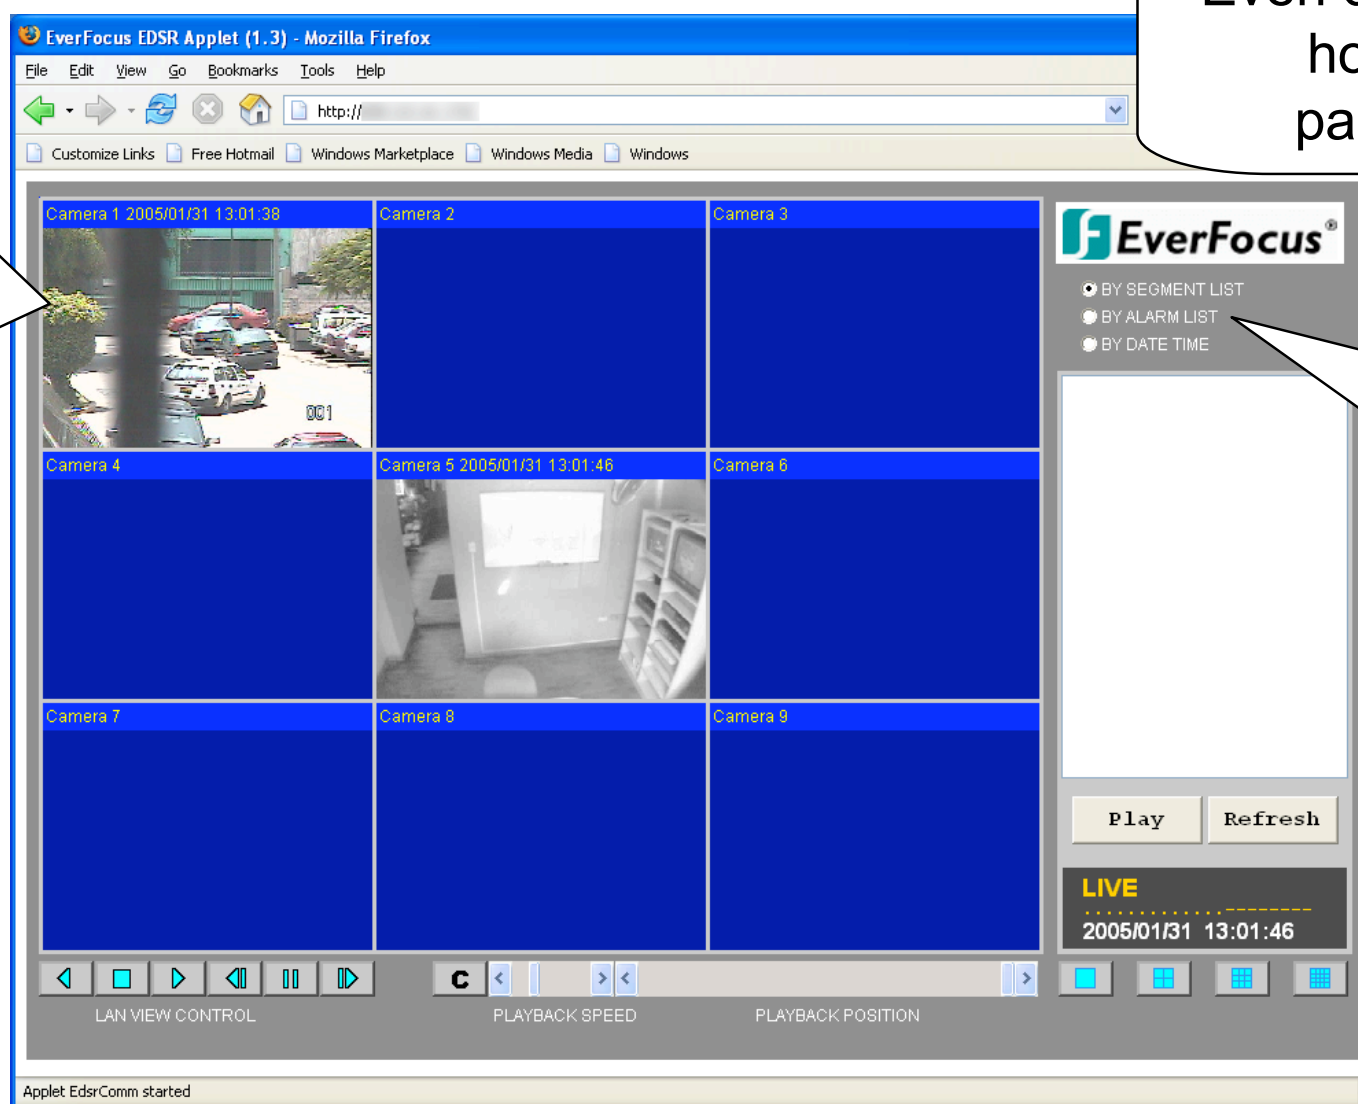 Even
ho
pa
EverFocus EDSR Applet (1.3) - Mozilla Firefox
File Edit View Go Bookmarks Tools Help
http://
Customize Links Free Hotmail Windows Marketplace Windows Media Windows
Camera 1 2005/01/31 13:01:38
Camera 2
Camera 3
001
Camera 4
Camera 5 2005/01/31 13:01:46
Camera 6
Camera 7
Camera 8
Camera 9
EverFocus®
BY SEGMENT LIST
BY ALARM LIST
BY DATE TIME
Play Refresh
LIVE
2005/01/31 13:01:46
C
LAN VIEW CONTROL PLAYBACK SPEED PLAYBACK POSITION
Applet EdsrComm started